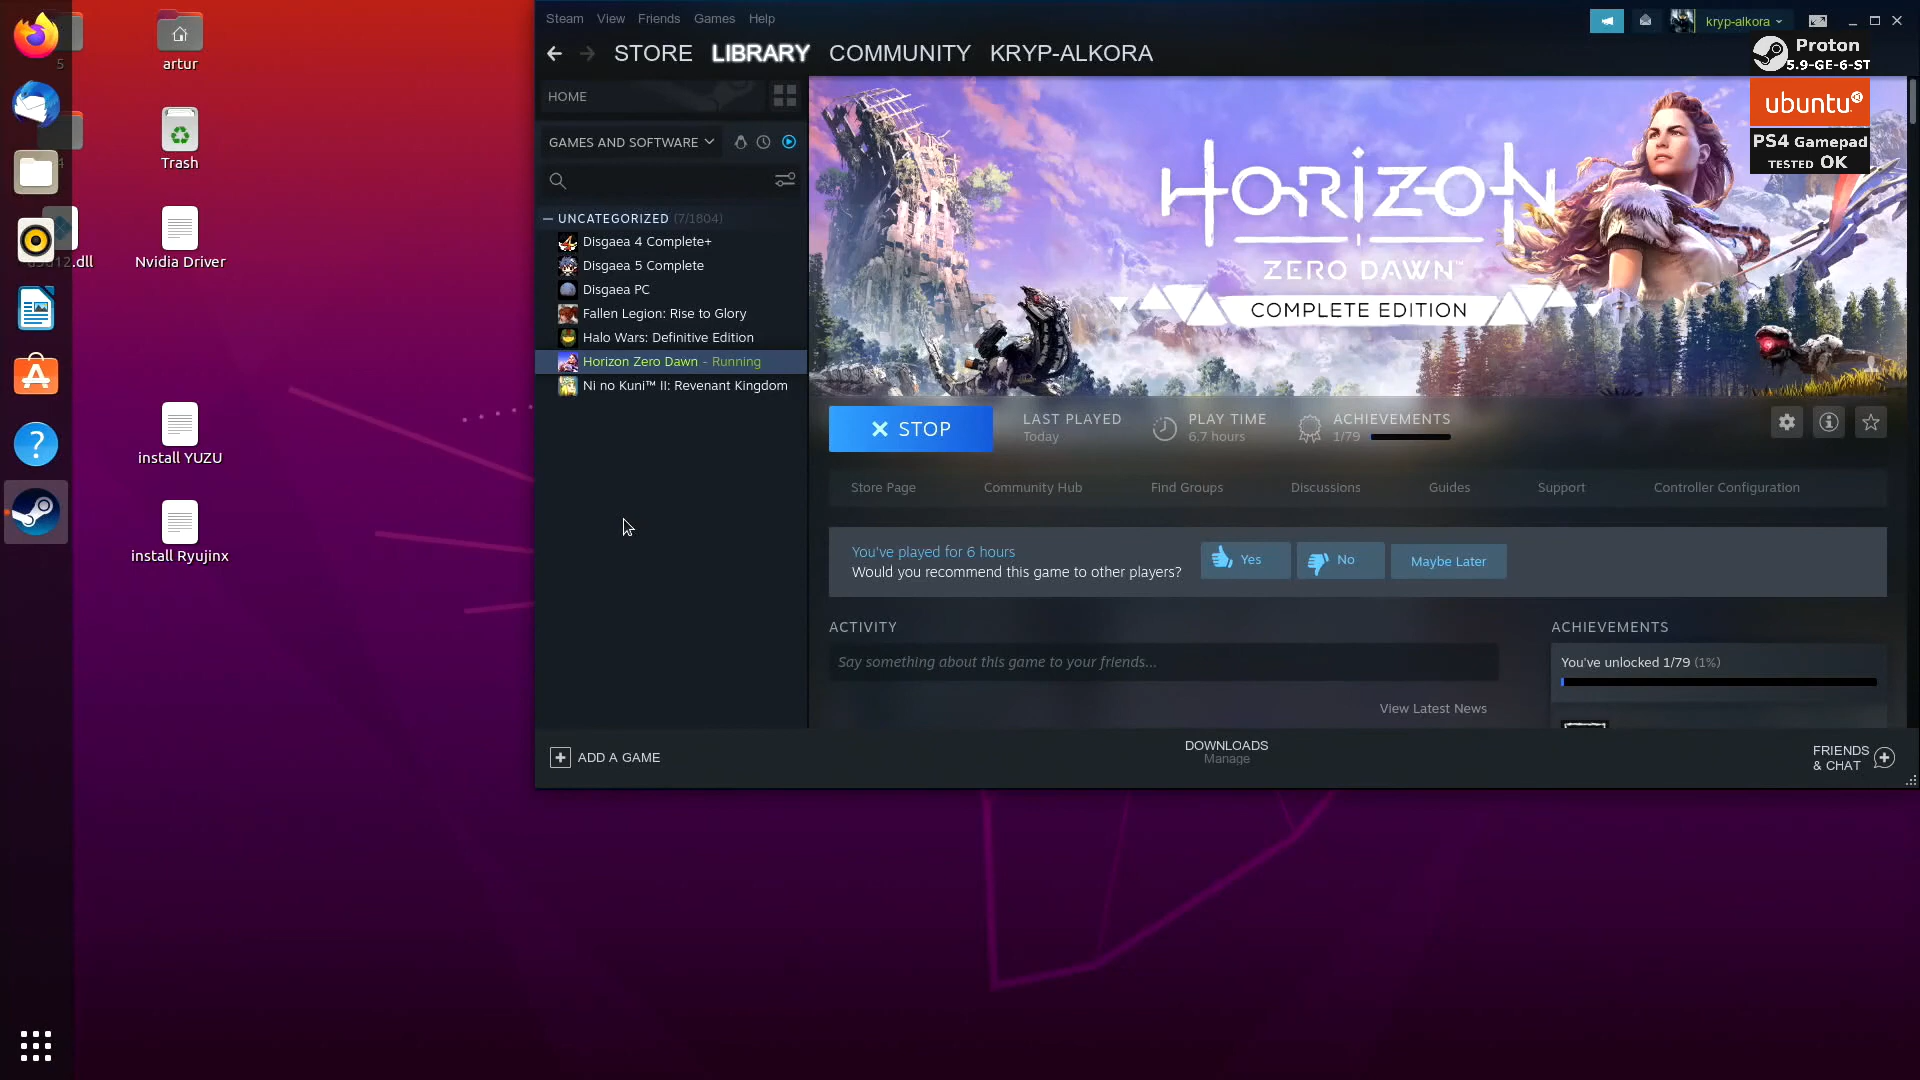 5
artur
4
Trash
d3d12.dll
Nvidia Driver
install YUZU
install Ryujinx
Steam View Friends Games Help
kryp-alkora
STORE LIBRARY COMMUNITY KRYP-ALKORA
Proton
5.9-GE-6-ST
ubuntu
PS4 Gamepad
TESTED OK
HOME
GAMES AND SOFTWARE
UNCATEGORIZED (7/1804)
Disgaea 4 Complete+
Disgaea 5 Complete
Disgaea PC
Fallen Legion: Rise to Glory
Halo Wars: Definitive Edition
Horizon Zero Dawn - Running
Ni no Kuni™ II: Revenant Kingdom
HORIZON
ZERO DAWN™
COMPLETE EDITION
STOP
LAST PLAYED
Today
PLAY TIME
6.7 hours
ACHIEVEMENTS
1/79
Store Page Community Hub Find Groups Discussions Guides Support Controller Configuration
You've played for 6 hours
Would you recommend this game to other players?
Yes
No
Maybe Later
ACTIVITY
Say something about this game to your friends...
View Latest News
ACHIEVEMENTS
You've unlocked 1/79 (1%)
ADD A GAME
DOWNLOADS
Manage
FRIENDS
& CHAT